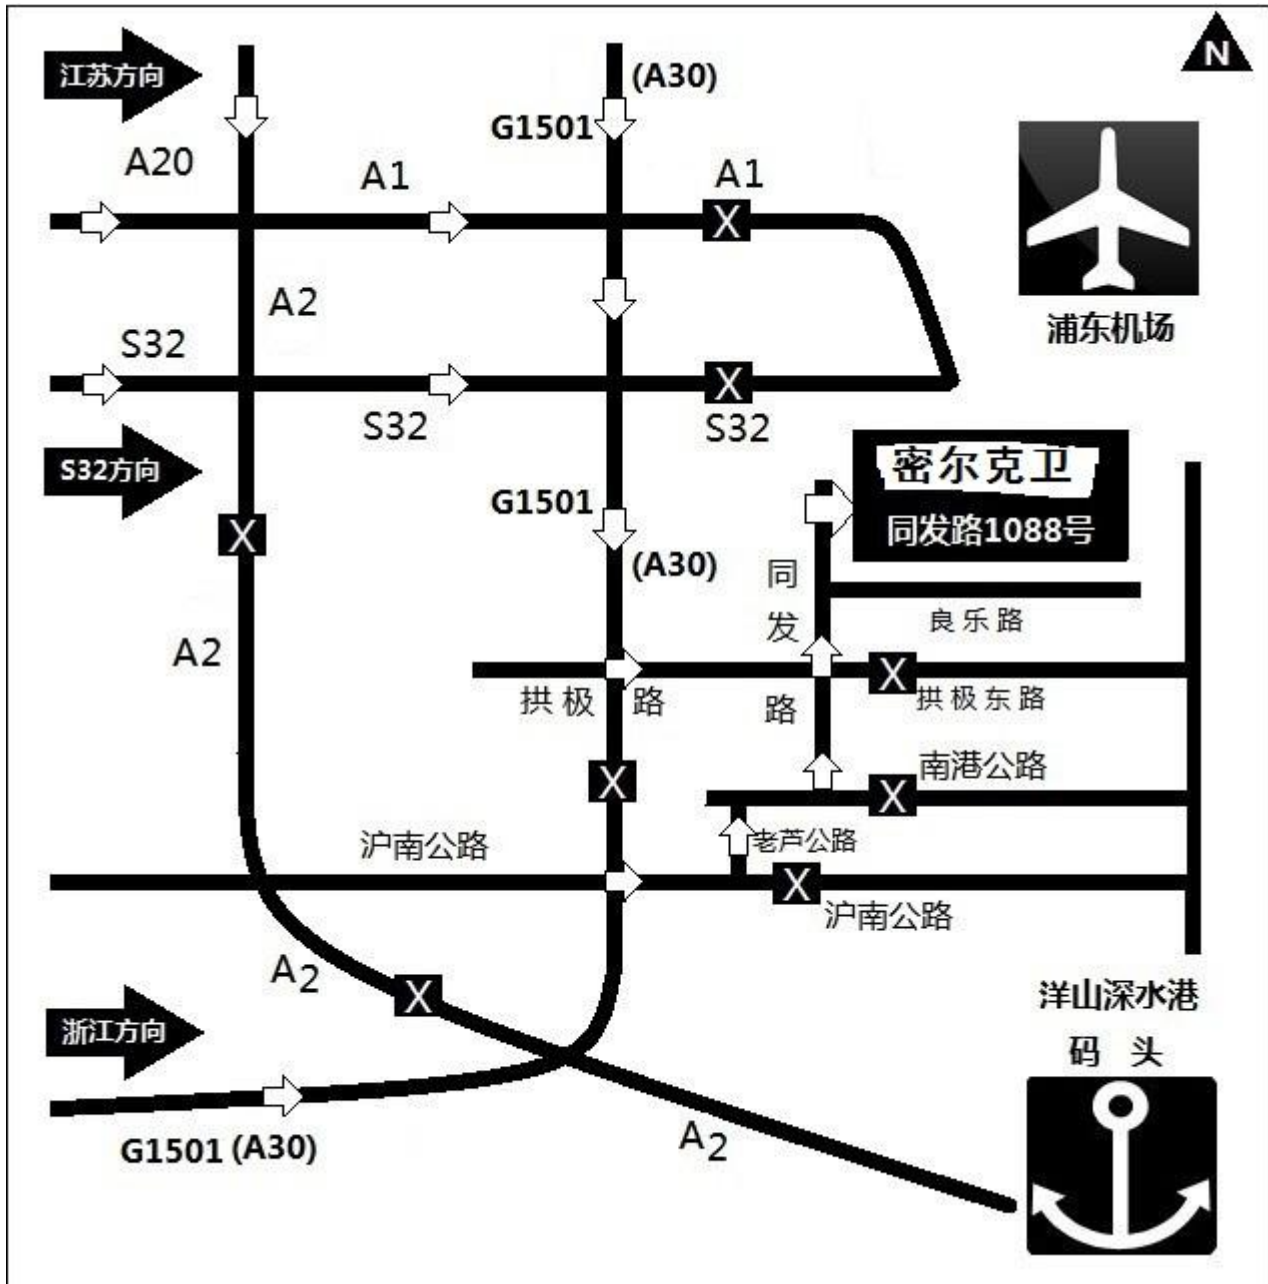 N
江苏方向
(A30)
G1501
A20
A1
A1
X
浦东机场
A2
S32
X
S32
S32
S32方向
密尔克卫
同发路1088号
G1501
X
(A30)
同发路
良乐路
A2
拱极路
X
拱极东路
X
南港公路
X
沪南公路
老芦公路
X
沪南公路
A2
X
洋山深水港
码 头
浙江方向
G1501 (A30)
A2